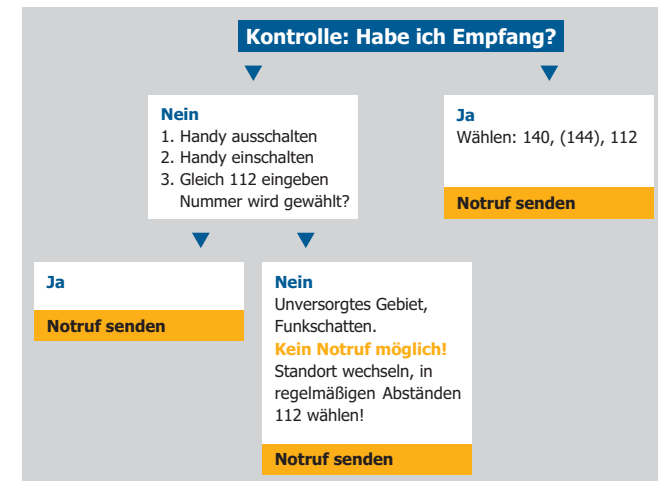 Kontrolle: Habe ich Empfang?
Nein
1. Handy ausschalten
2. Handy einschalten
3. Gleich 112 eingeben
Nummer wird gewählt?
Ja
Wählen: 140, (144), 112
Notruf senden
Ja
Notruf senden
Nein
Unversorgtes Gebiet,
Funkschatten.
Kein Notruf möglich!
Standort wechseln, in
regelmäßigen Abständen
112 wählen!
Notruf senden